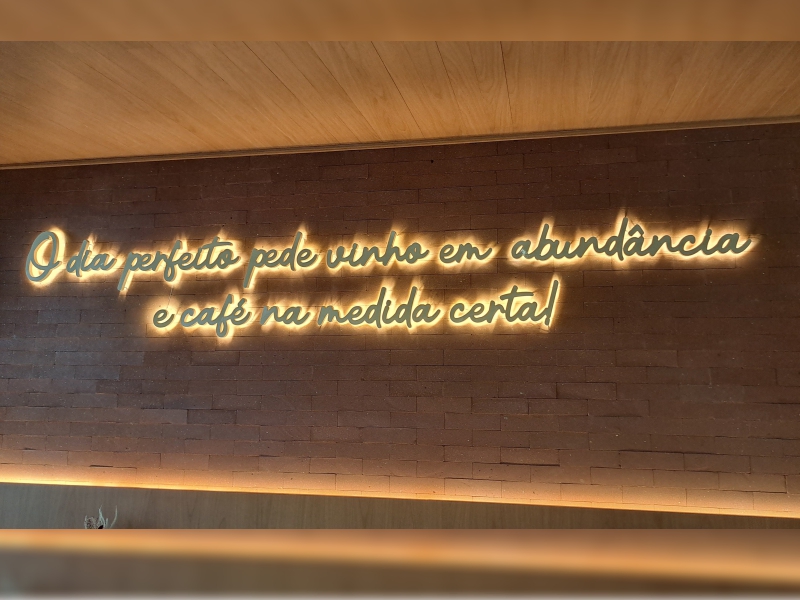 O dia perfeito pede vinho em abundância
e café na medida certa!